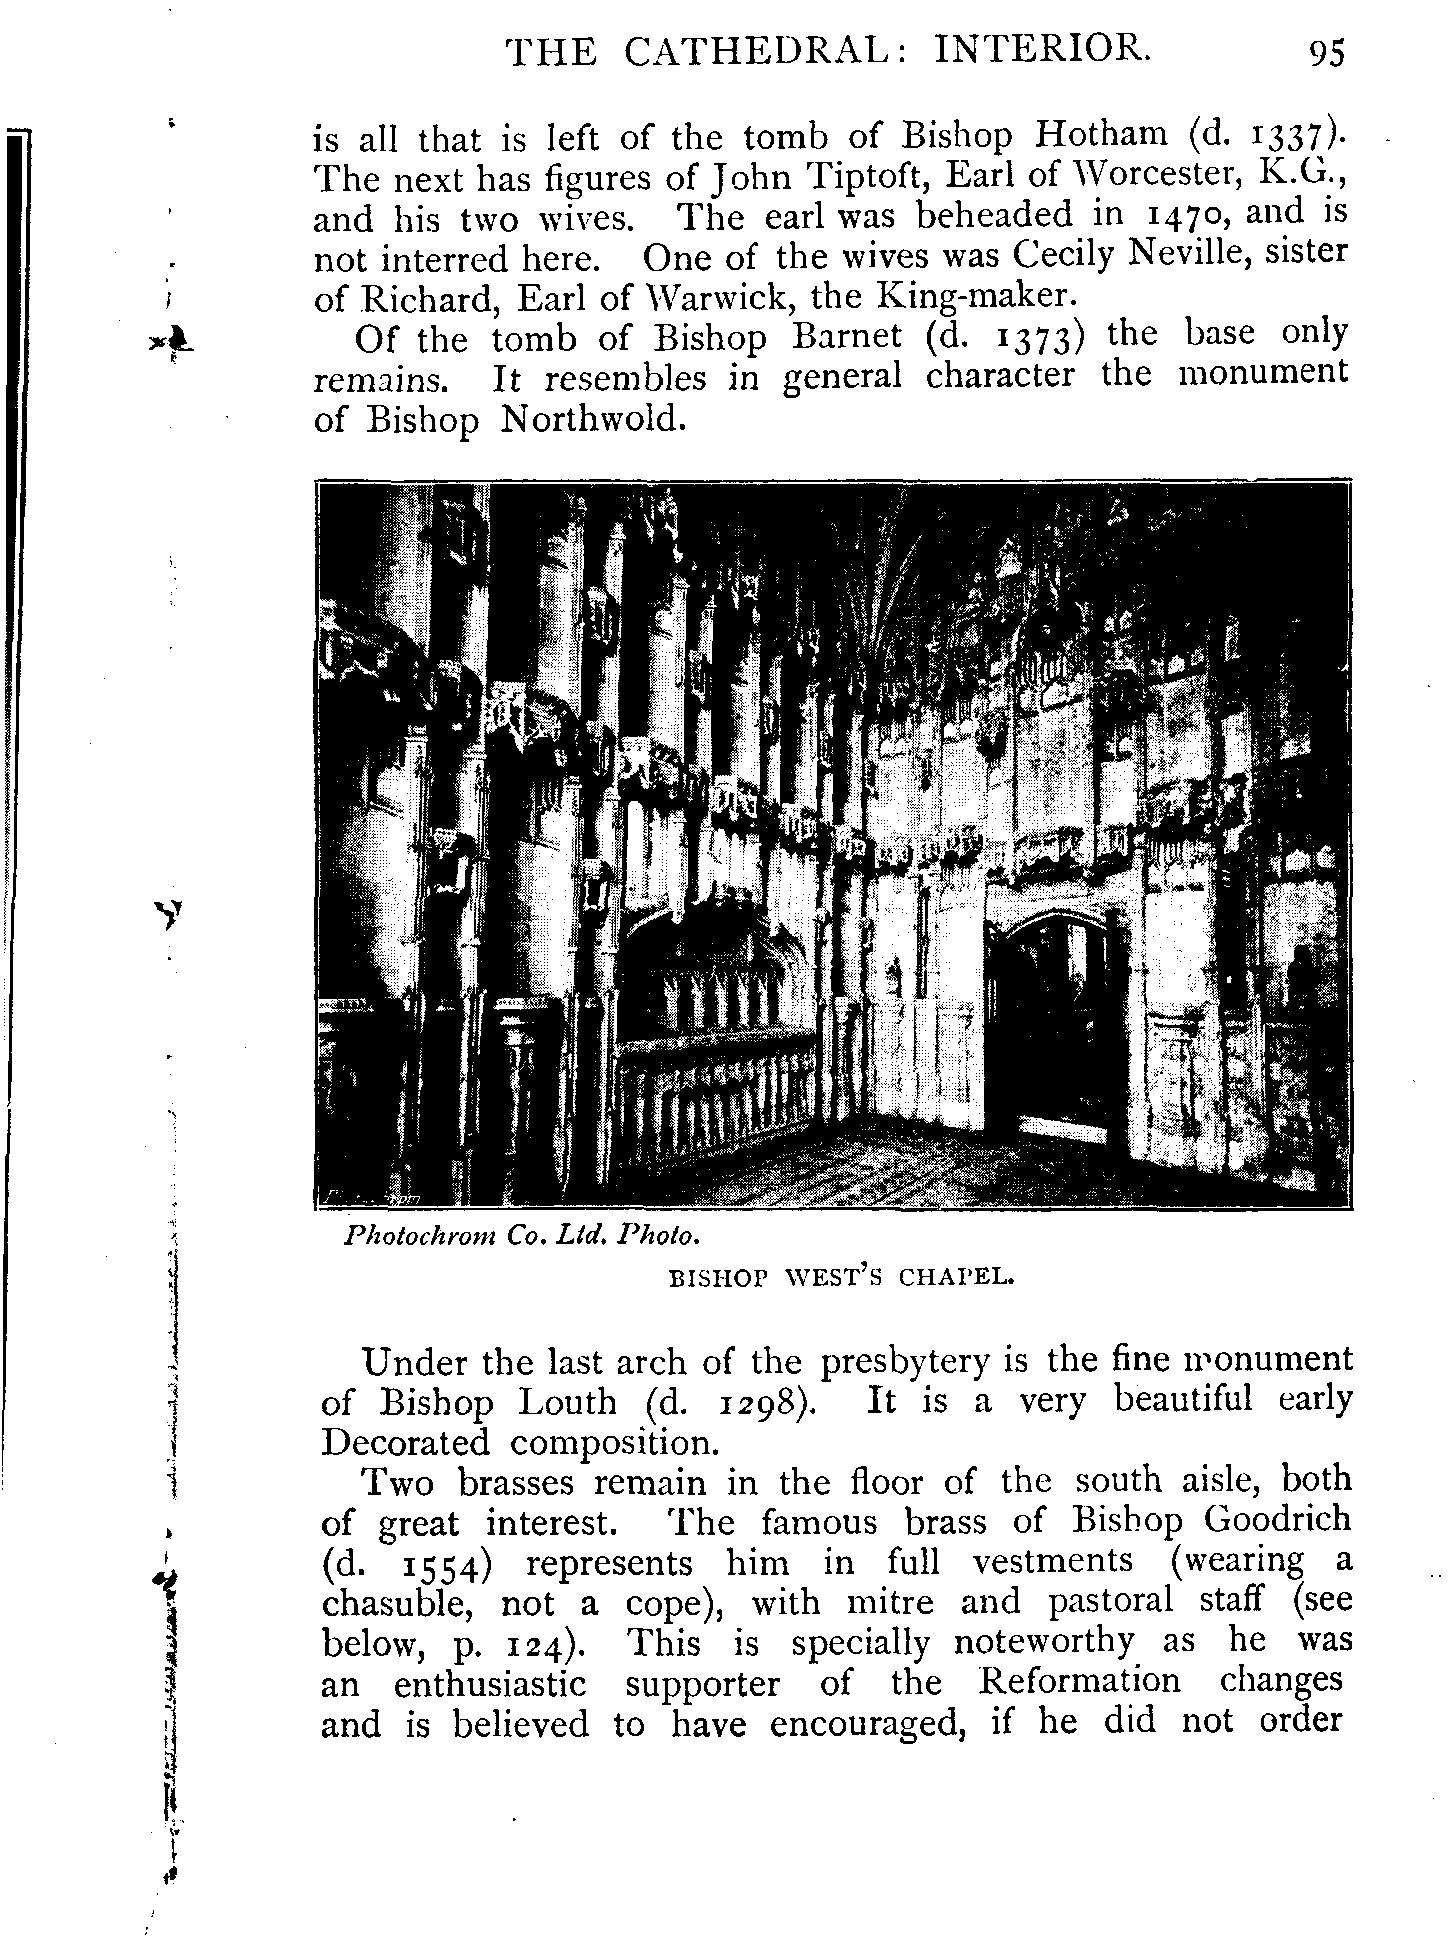 THE CATHEDRAL: INTERIOR. 95
is all that is left of the tomb of Bishop Hotham (d. 1337).
The next has figures of John Tiptoft, Earl of Worcester, K.G.,
and his two wives. The earl was beheaded in 1470, and is
not interred here. One of the wives was Cecily Neville, sister
of Richard, Earl of Warwick, the King-maker.
Of the tomb of Bishop Barnet (d. 1373) the base only
remains. It resembles in general character the monument
of Bishop Northwold.
Photochrom Co. Ltd. Photo.
BISHOP WEST'S CHAPEL.
Under the last arch of the presbytery is the fine monument
of Bishop Louth (d. 1298). It is a very beautiful early
Decorated composition.
Two brasses remain in the floor of the south aisle, both
of great interest. The famous brass of Bishop Goodrich
(d. 1554) represents him in full vestments (wearing a
chasuble, not a cope), with mitre and pastoral staff (see
below, p. 124). This is specially noteworthy as he was
an enthusiastic supporter of the Reformation changes
and is believed to have encouraged, if he did not order